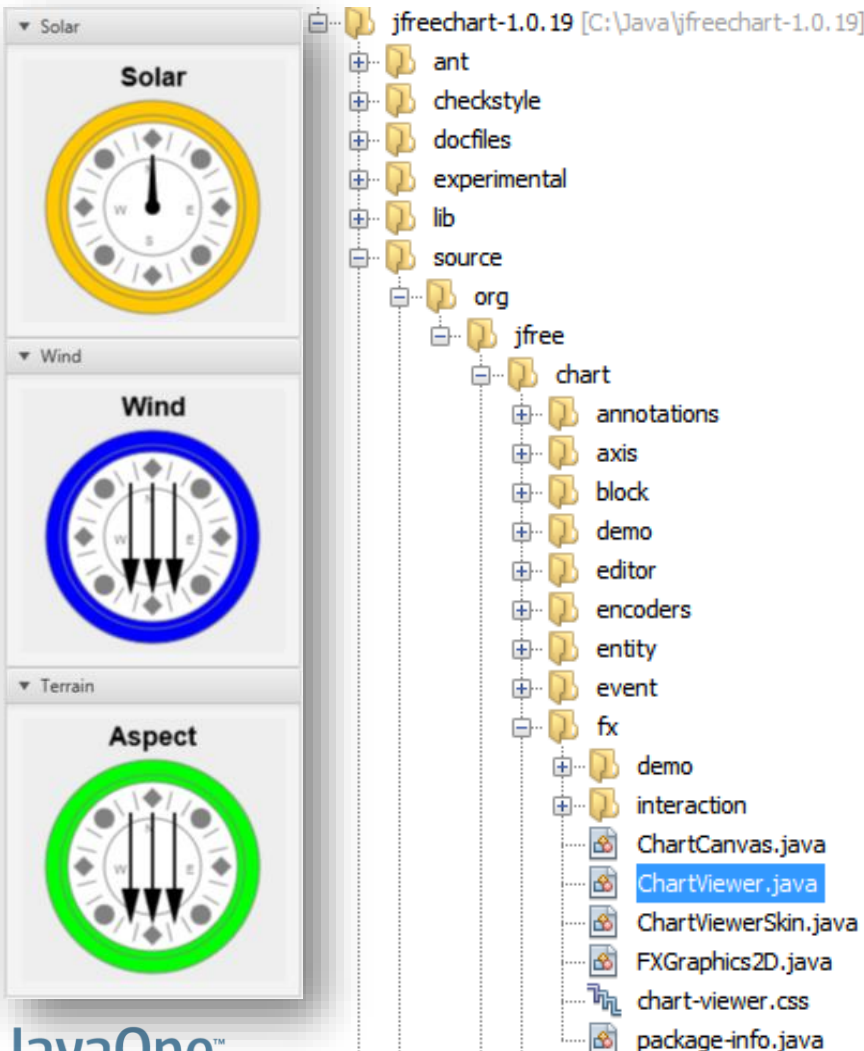 Solar
Solar
N
W
E
S
Wind
Wind
N
W
E
Terrain
Aspect
N
W
E
JavaOne™
jfreechart-1.0.19 [C:\Java\jfreechart-1.0.19]
ant
checkstyle
docfiles
experimental
lib
source
org
jfree
chart
annotations
axis
block
demo
editor
encoders
entity
event
fx
demo
interaction
ChartCanvas.java
ChartViewer.java
ChartViewerSkin.java
FXGraphics2D.java
chart-viewer.css
package-info.java